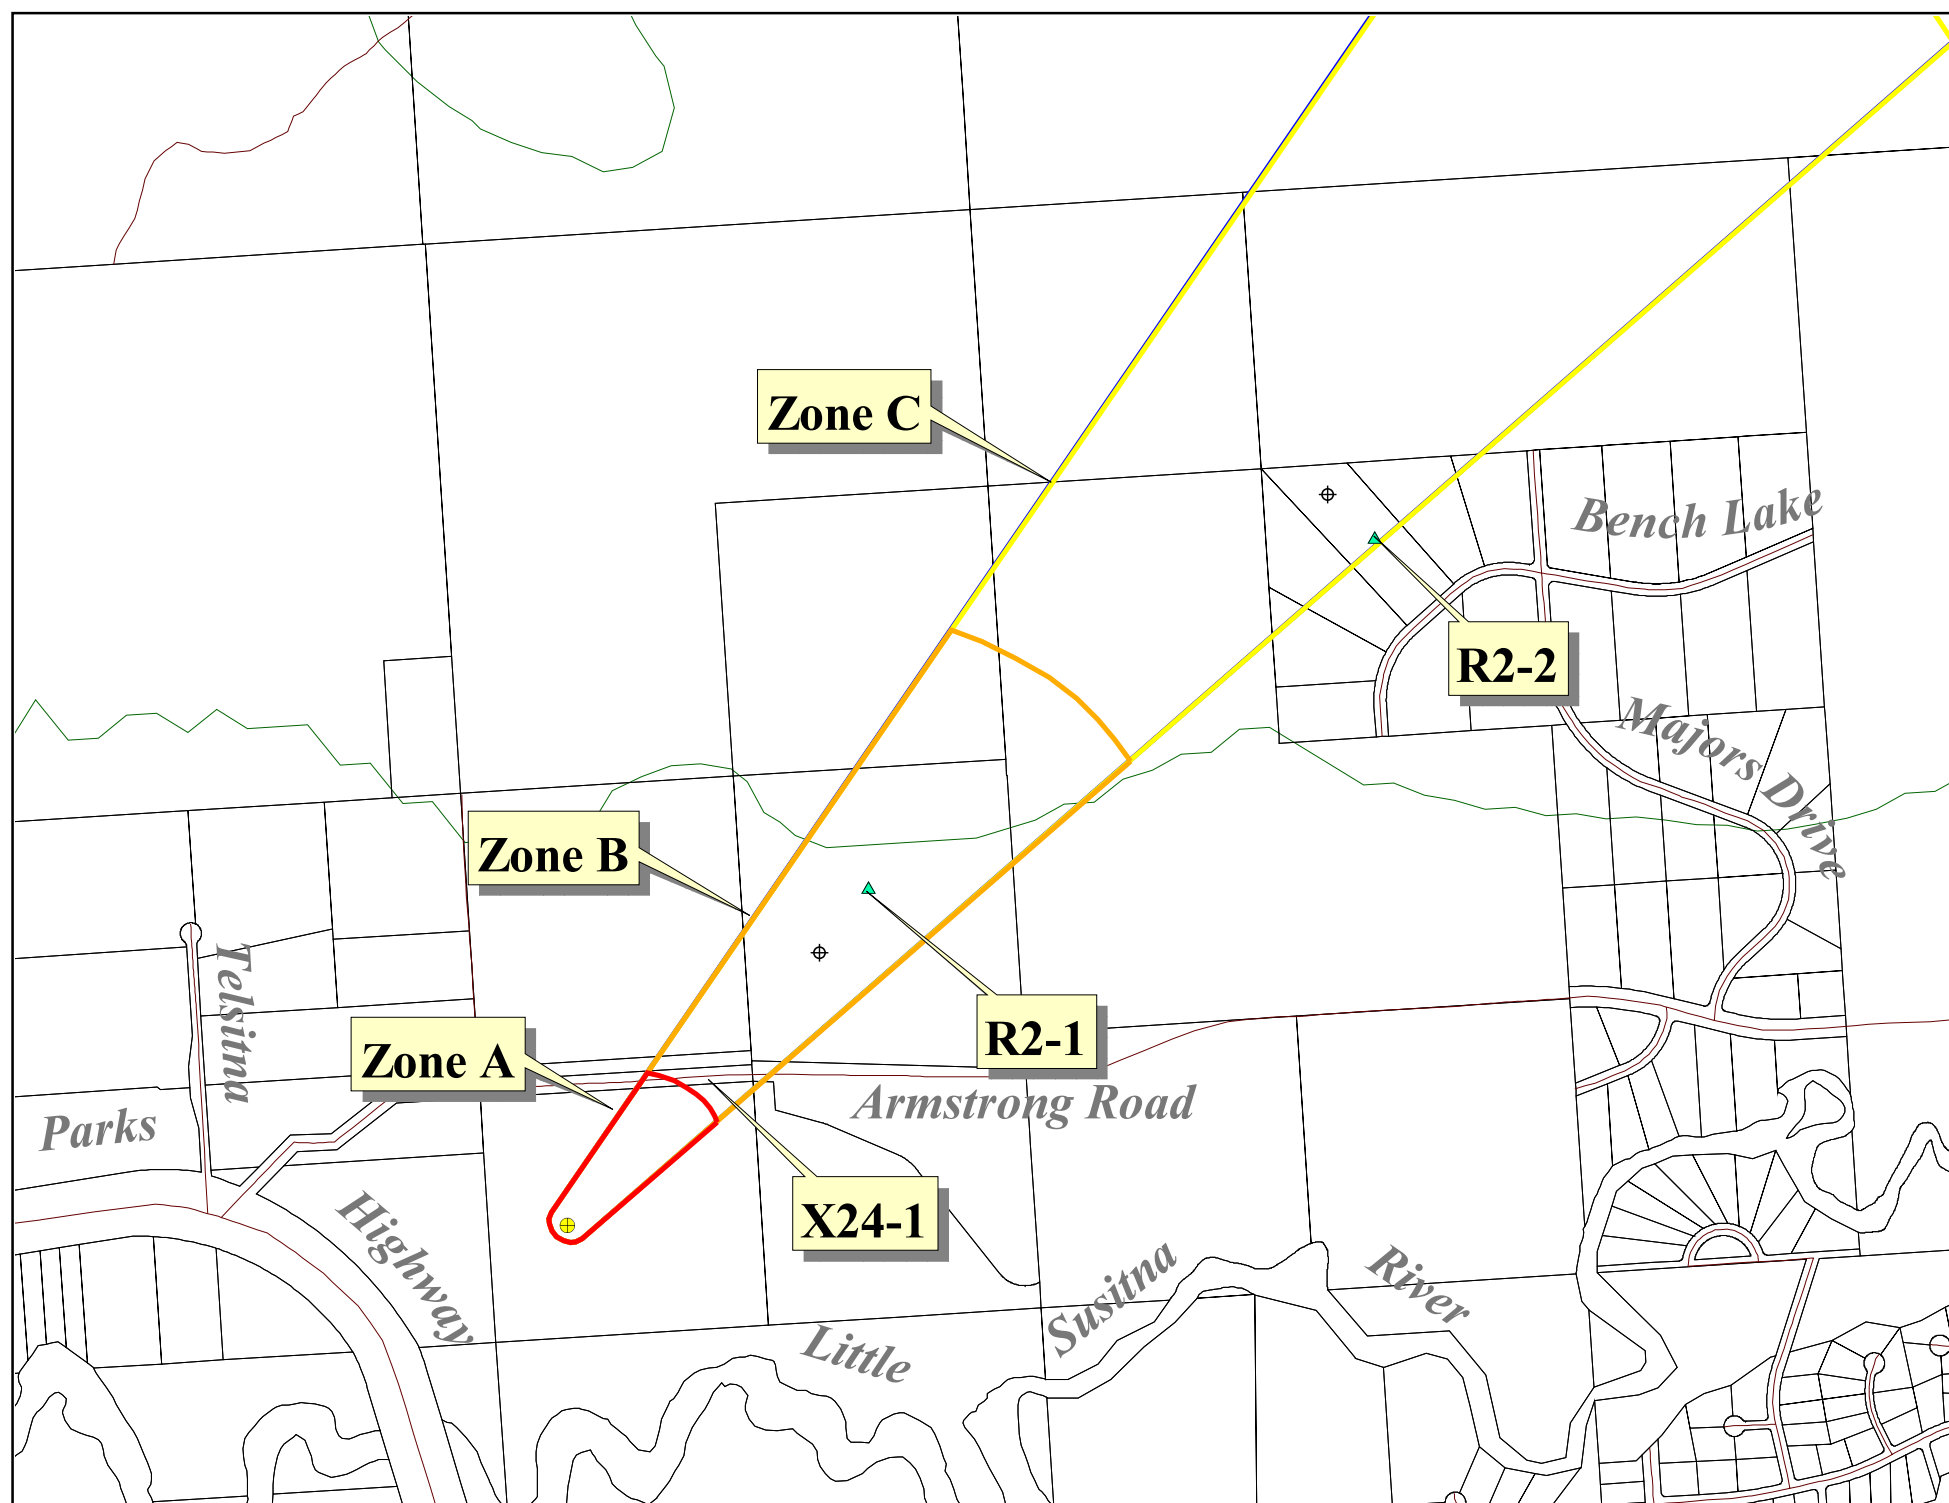 Zone C
Bench Lake
R2-2
Majors Drive
Zone B
Telsitna
R2-1
Zone A
Armstrong Road
Parks
X24-1
Highway
Susitna
River
Little